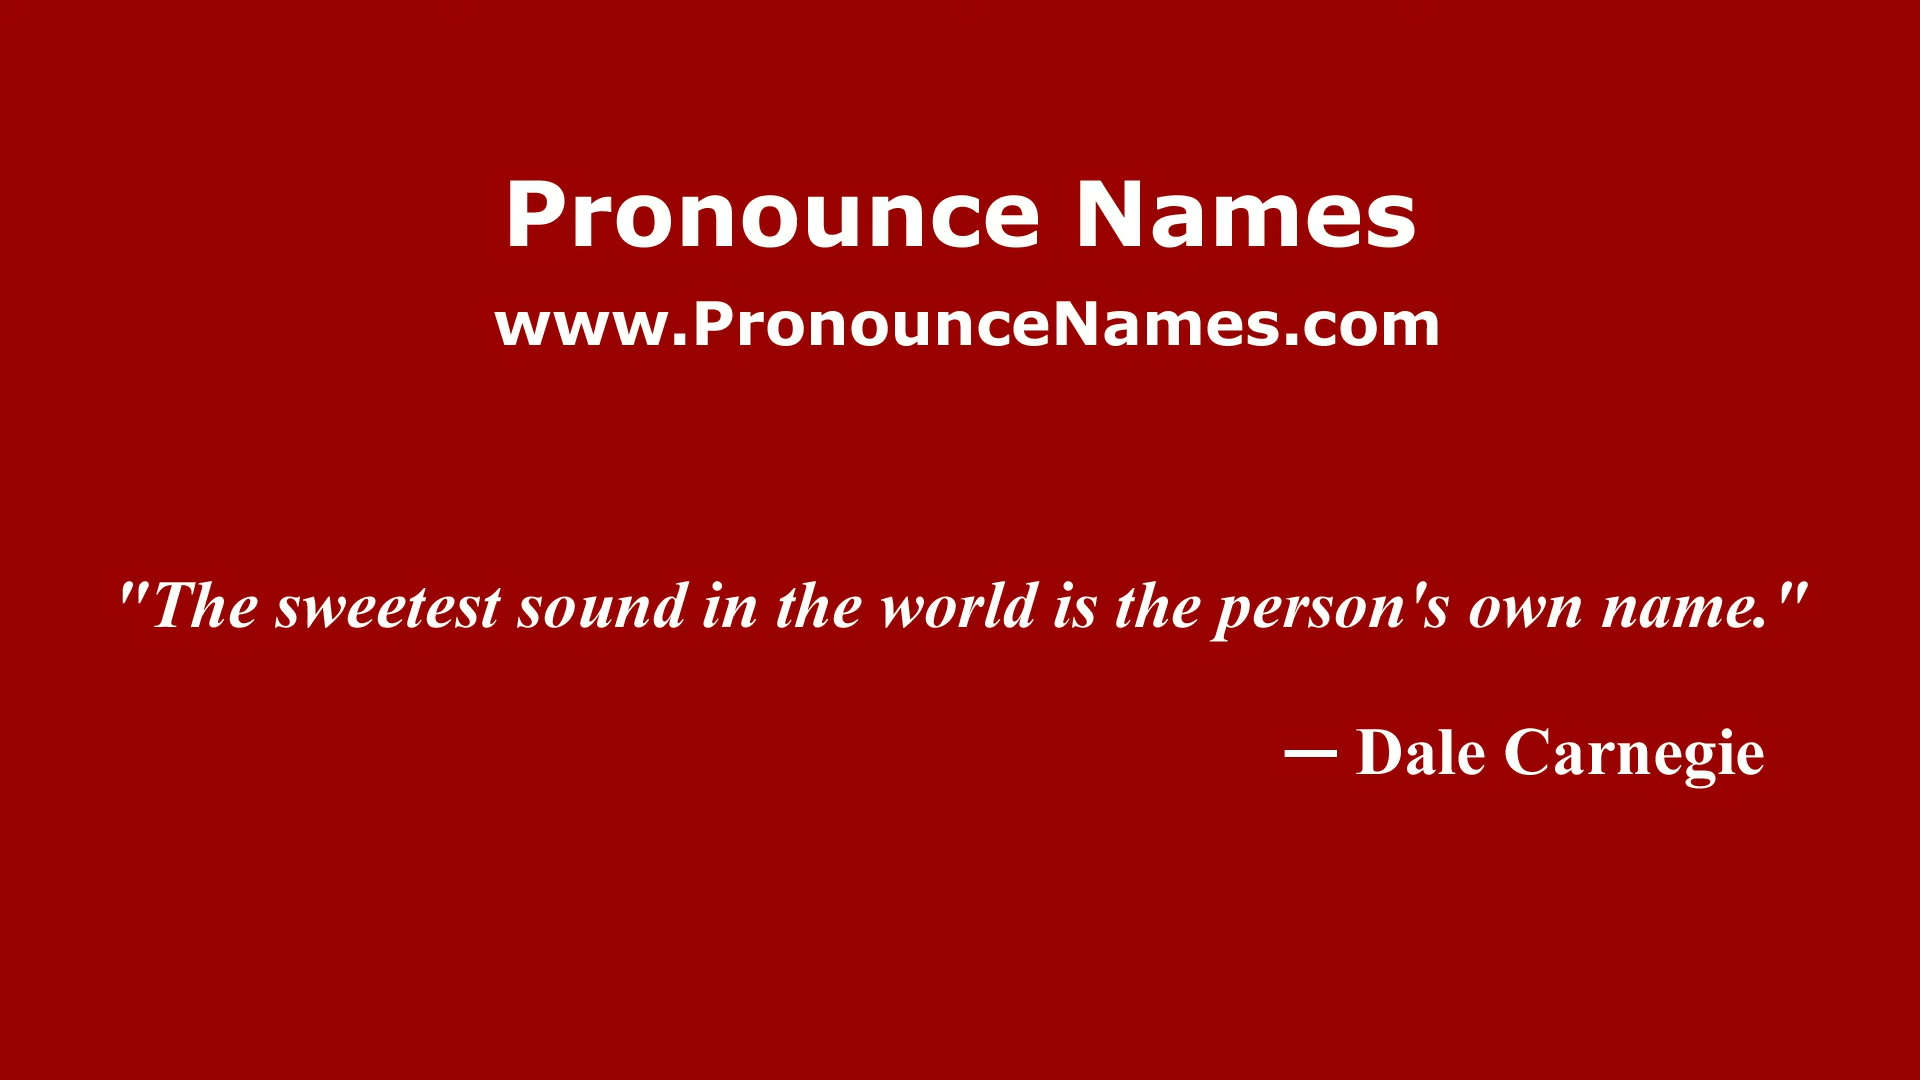 Pronounce Names
www.PronounceNames.com
"The sweetest sound in the world is the person's own name."
— Dale Carnegie